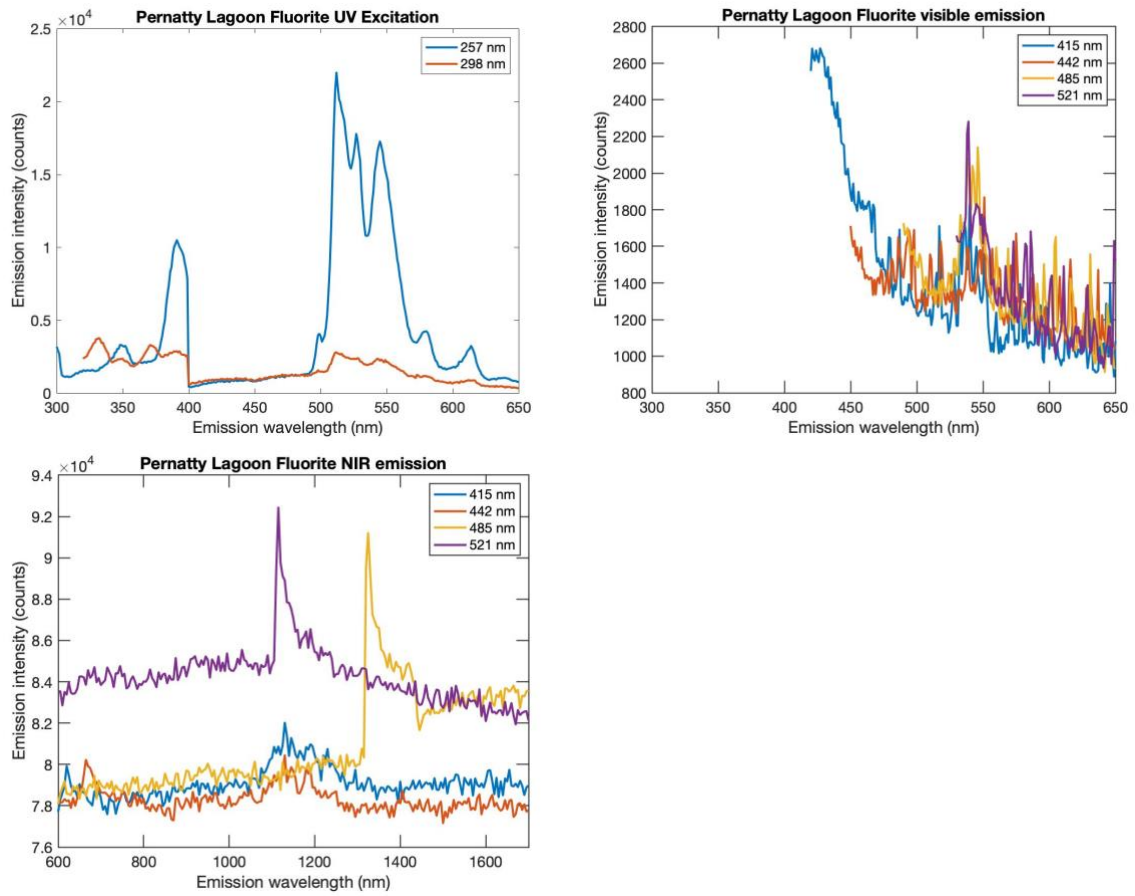 Pernatty Lagoon Fluorite UV Excitation
×10⁴
2.5
2
1.5
1
0.5
0
Emission intensity (counts)
257 nm
298 nm
300 350 400 450 500 550 600 650
Emission wavelength (nm)
Pernatty Lagoon Fluorite visible emission
2800
2600
2400
2200
2000
1800
1600
1400
1200
1000
800
Emission intensity (counts)
415 nm
442 nm
485 nm
521 nm
300 350 400 450 500 550 600 650
Emission wavelength (nm)
Pernatty Lagoon Fluorite NIR emission
×10⁴
9.4
9.2
9
8.8
8.6
8.4
8.2
8
7.8
7.6
Emission intensity (counts)
415 nm
442 nm
485 nm
521 nm
600 800 1000 1200 1400 1600
Emission wavelength (nm)